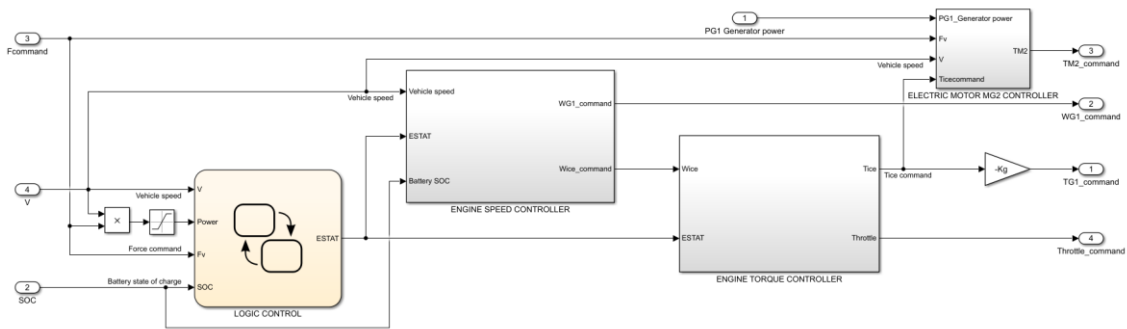 1
PG1 Generator power
3
Fcommand
PG1_Generator power
Fv
V
Ticecommand
TM2
ELECTRIC MOTOR MG2 CONTROLLER
3
TM2_command
Vehicle speed
Vehicle speed
Vehicle speed
ESTAT
Battery SOC
WG1_command
Wice_command
ENGINE SPEED CONTROLLER
2
WG1_command
4
V
Vehicle speed
×
Force command
V
Power
Fv
SOC
ESTAT
LOGIC CONTROL
Battery state of charge
2
SOC
Wice
ESTAT
Tice
Throttle
ENGINE TORQUE CONTROLLER
Tice command
-Kg
1
TG1_command
4
Throttle_command